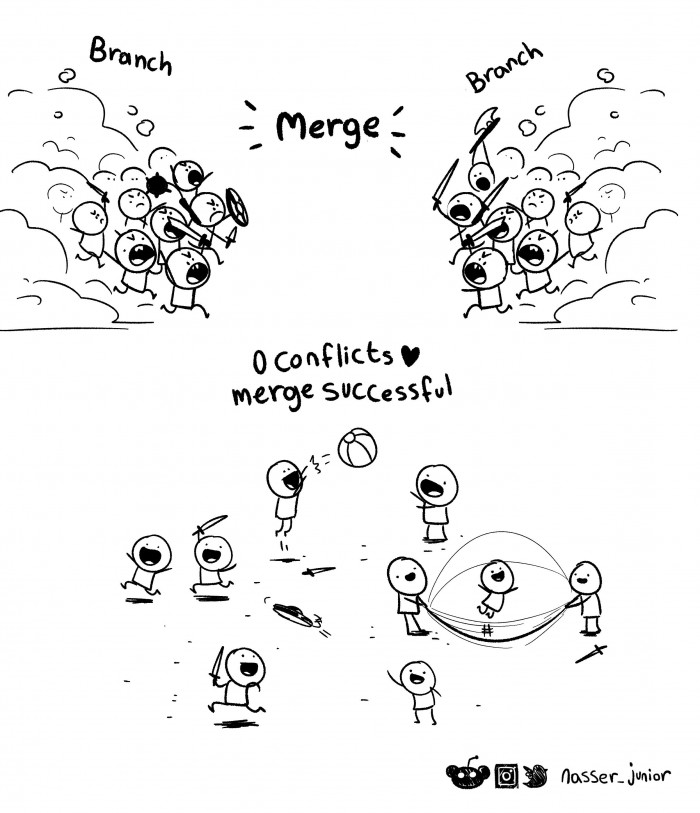 Branch
Branch
Merge
0 conflicts ♥
merge successful
#
nasser_junior